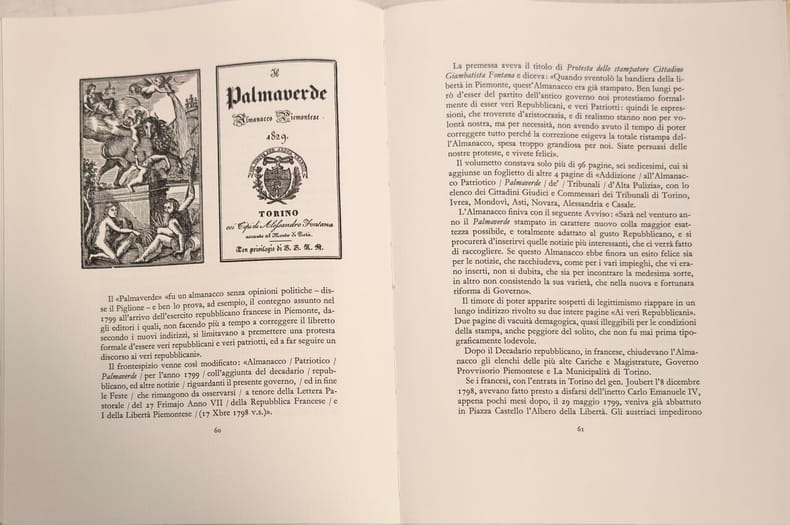 Il
Palmaverde
Almanacco Piemontese
1829.
TORINO
coi Tipi di Alessandro Fontana
accanto al Monte di Pietà.
Con privilegio di S. S. R. M.
Il «Palmaverde» «fu un almanacco senza opinioni politiche – dis-
se il Piglione – e ben lo prova, ad esempio, il contegno assunto nel
1799 all'arrivo dell'esercito repubblicano francese in Piemonte, da-
gli editori i quali, non facendo più a tempo a correggere il libretto
secondo i nuovi indirizzi, si limitavano a premettere una protesta
formale d'essere veri repubblicani e veri patriotti, ed a far seguire un
discorso ai veri repubblicani».
Il frontespizio venne così modificato: «Almanacco / Patriotico /
Palmaverde / per l'anno 1799 / coll'aggiunta del decadario / repub-
blicano, ed altre notizie / riguardanti il presente governo, / ed in fine
le Feste / che rimangono da osservarsi / a tenore della Lettera Pa-
storale / del 27 Frimajo Anno VII / della Repubblica Francese / e
I della Libertà Piemontese / (17 Xbre 1798 v.s.)».
60
La premessa aveva il titolo di Protesta dello stampatore Cittadino
Giambatista Fontana e diceva: «Quando sventolò la bandiera della li-
bertà in Piemonte, quest'Almanacco era già stampato. Ben lungi pe-
rò d'esser del partito dell'antico governo noi protestiamo formal-
mente di esser veri Repubblicani, e veri Patriotti: quindi le espres-
sioni, che troverete d'aristocrazia, e di realismo stanno non per vo-
lontà nostra, ma per necessità, non avendo avuto il tempo di poter
correggere tutto perché la correzione esigeva la totale ristampa del-
l'Almanacco, spesa troppo grandiosa per noi. Siate persuasi delle
nostre proteste, e vivete felici».
Il volumetto constava solo più di 96 pagine, sei sedicesimi, cui si
aggiunse un foglietto di altre 4 pagine di «Addizione / all'Almanac-
co Patriotico / Palmaverde / de' / Tribunali / d'Alta Pulizia», con lo
elenco dei Cittadini Giudici e Commessari dei Tribunali di Torino,
Ivrea, Mondovì, Asti, Novara, Alessandria e Casale.
L'Almanacco finiva con il seguente Avviso: «Sarà nel venturo an-
no il Palmaverde stampato in carattere nuovo colla maggior esat-
tezza possibile, e totalmente adattato al gusto Repubblicano, e si
procurerà d'inserirvi quelle notizie più interessanti, che ci verrà fatto
di raccogliere. Se questo Almanacco ebbe finora un esito felice sia
per le notizie, che racchiudeva, come per i vari impieghi, che vi era-
no inserti, non si dubita, che sia per incontrar la medesima sorte,
in altro non consistendo la sua varietà, che nella nuova e fortunata
riforma di Governo».
Il timore di poter apparire sospetti di legittimismo riappare in un
lungo indirizzo rivolto su due intere pagine «Ai veri Repubblicani».
Due pagine di vacuità demagogica, quasi illeggibili per le condizioni
della stampa, anche peggiore del solito, che non fu mai prima tipo-
graficamente lodevole.
Dopo il Decadario repubblicano, in francese, chiudevano l'Alma-
nacco gli elenchi delle più alte Cariche e Magistrature, Governo
Provvisorio Piemontese e La Municipalità di Torino.
Se i francesi, con l'entrata in Torino del gen. Joubert l'8 dicembre
1798, avevano fatto presto a disfarsi dell'inetto Carlo Emanuele IV,
appena pochi mesi dopo, il 29 maggio 1799, veniva già abbattuto
in Piazza Castello l'Albero della Libertà. Gli austriaci impedirono
61